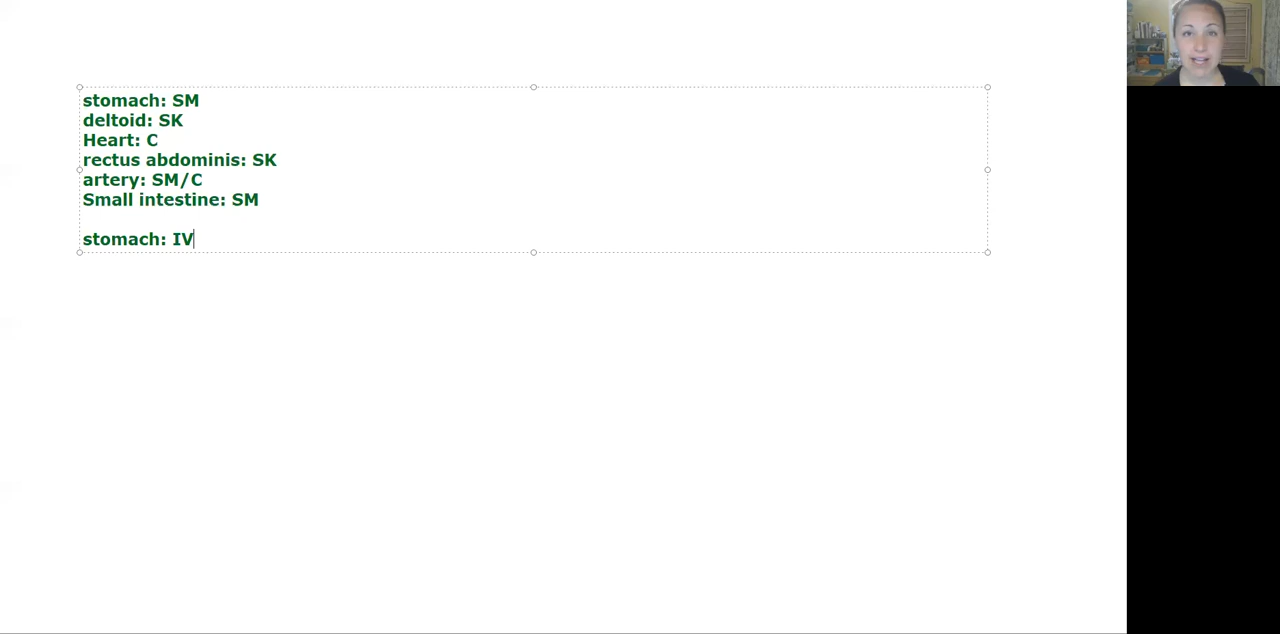 stomach: SM
deltoid: SK
Heart: C
rectus abdominis: SK
artery: SM/C
Small intestine: SM
stomach: IV